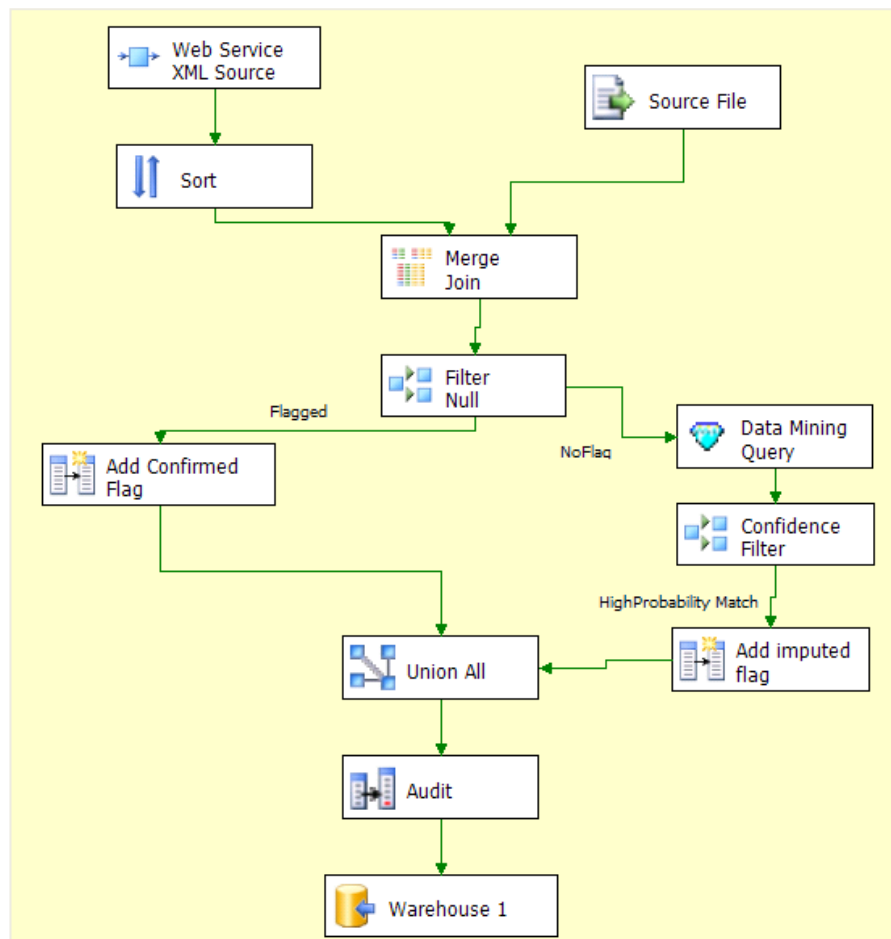 Web Service
XML Source
Source File
Sort
Merge
Join
Filter
Null
Flagged
NoFlag
Data Mining
Query
Add Confirmed
Flag
Confidence
Filter
HighProbability Match
Add imputed
flag
Union All
Audit
Warehouse 1